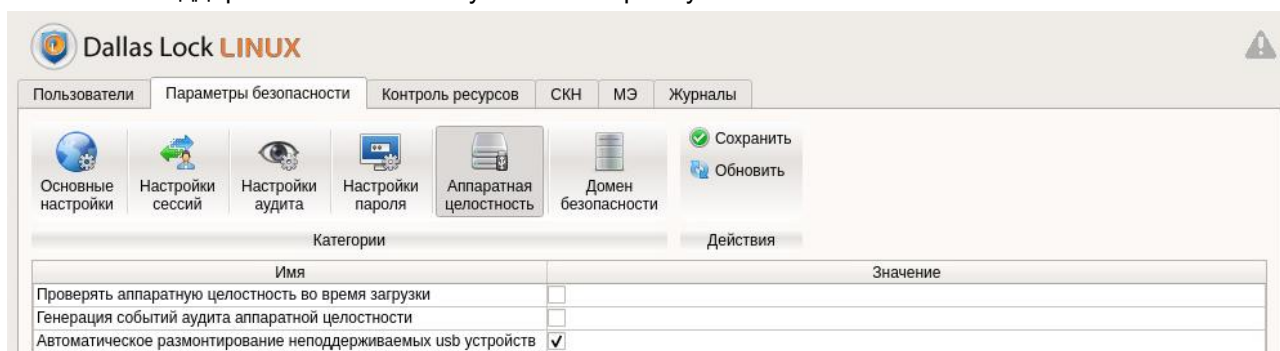 Dallas Lock LINUX
Пользователи Параметры безопасности Контроль ресурсов СКН МЭ Журналы
Основные настройки
Настройки сессий
Настройки аудита
Настройки пароля
Аппаратная целостность
Домен безопасности
Сохранить
Обновить
Категории
Действия
Имя Значение
Проверять аппаратную целостность во время загрузки
Генерация событий аудита аппаратной целостности
Автоматическое размонтирование неподдерживаемых usb устройств